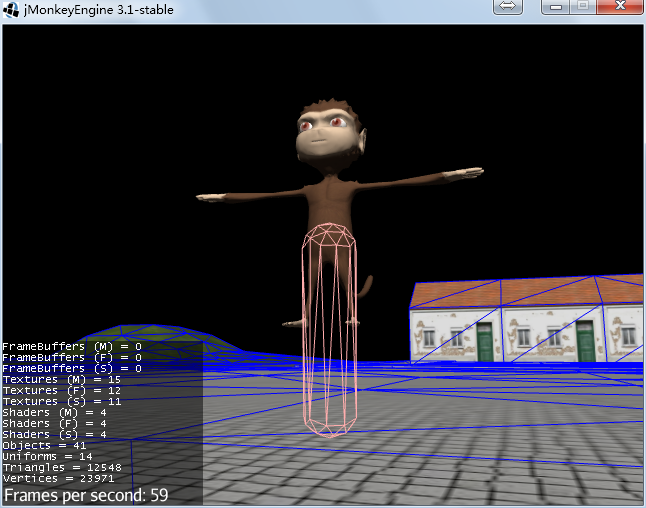 jMonkeyEngine 3.1-stable
FrameBuffers (M) = 0
FrameBuffers (F) = 0
FrameBuffers (S) = 0
Textures (M) = 15
Textures (F) = 12
Textures (S) = 11
Shaders (M) = 4
Shaders (F) = 4
Shaders (S) = 4
Objects = 41
Uniforms = 14
Triangles = 12548
Vertices = 23971
Frames per second: 59